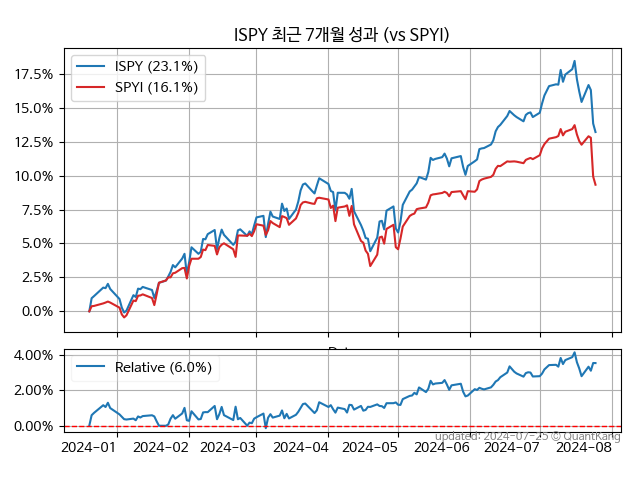 ISPY 최근 7개월 성과 (vs SPYI)
ISPY (23.1%)
SPYI (16.1%)
17.5%
15.0%
12.5%
10.0%
7.5%
5.0%
2.5%
0.0%
Relative (6.0%)
4.00%
2.00%
0.00%
updated: 2024-07-25 © QuantKang
2024-01 2024-02 2024-03 2024-04 2024-05 2024-06 2024-07 2024-08